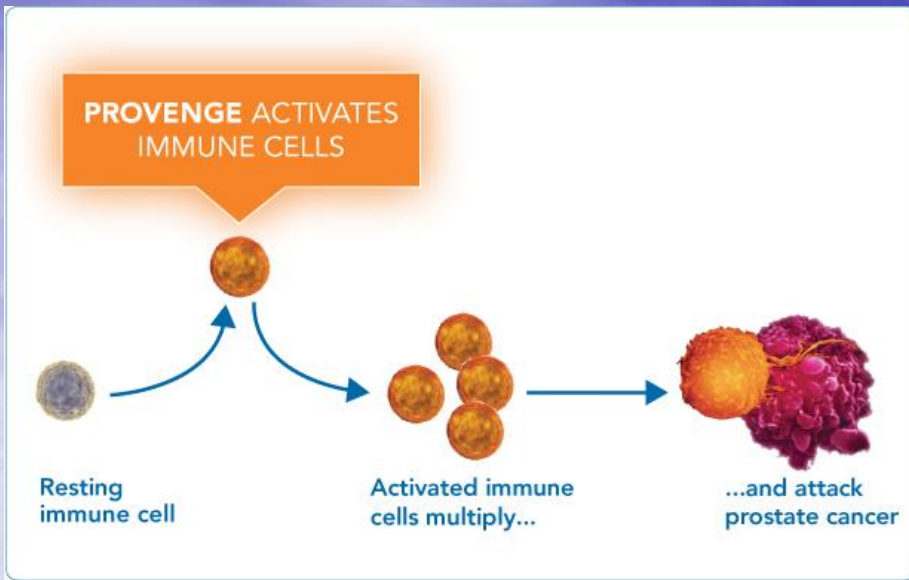 PROVENGE ACTIVATES
IMMUNE CELLS
Resting
immune cell
Activated immune
cells multiply...
...and attack
prostate cancer